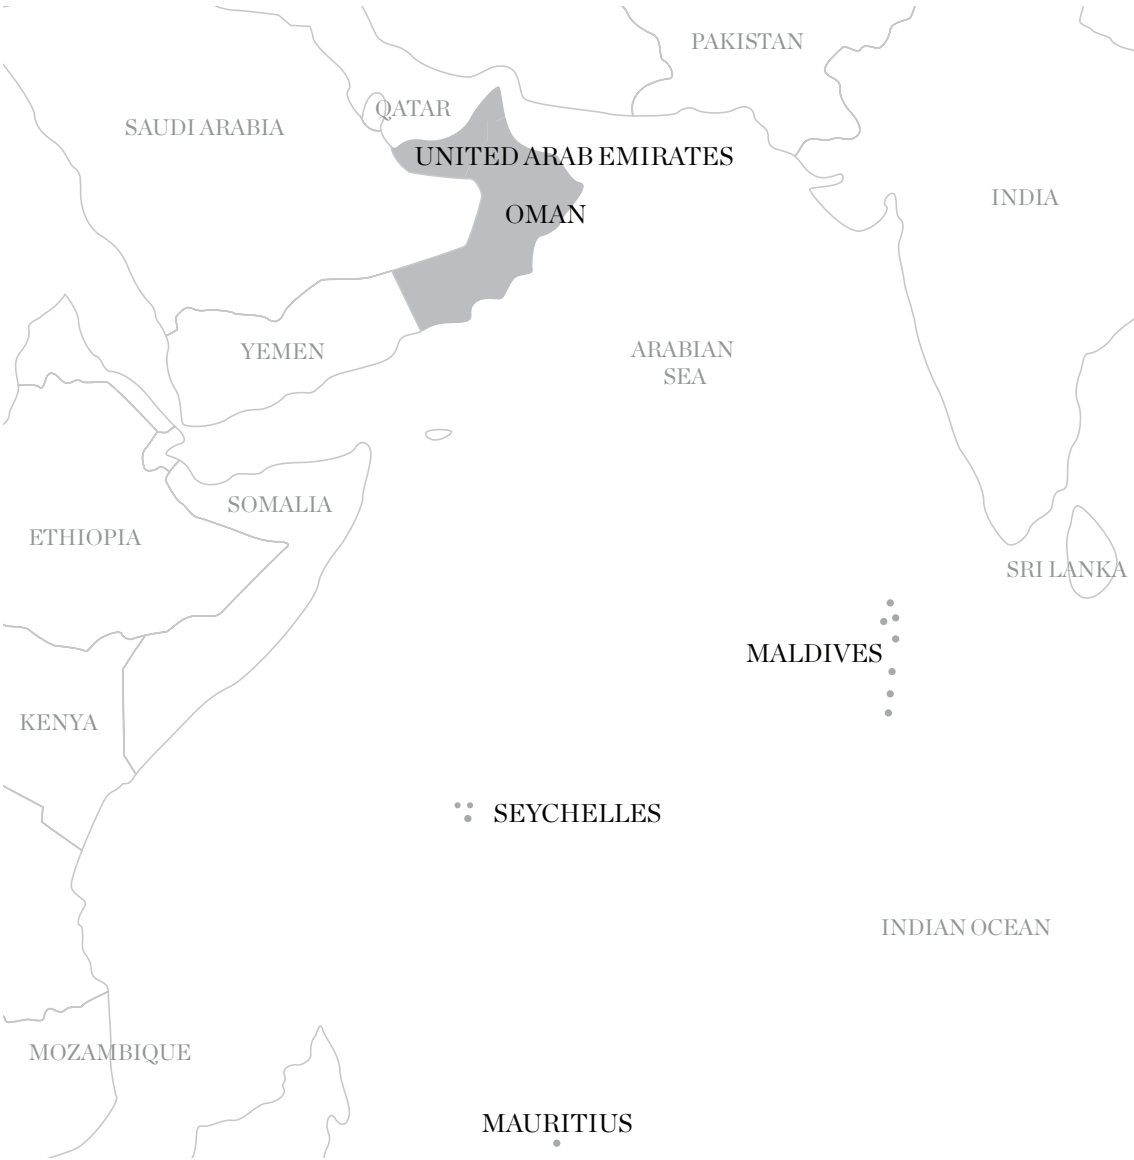 PAKISTAN
QATAR
SAUDI ARABIA
UNITED ARAB EMIRATES
INDIA
OMAN
YEMEN
ARABIAN
SEA
SOMALIA
ETHIOPIA
SRI LANKA
MALDIVES
KENYA
SEYCHELLES
INDIAN OCEAN
MOZAMBIQUE
MAURITIUS